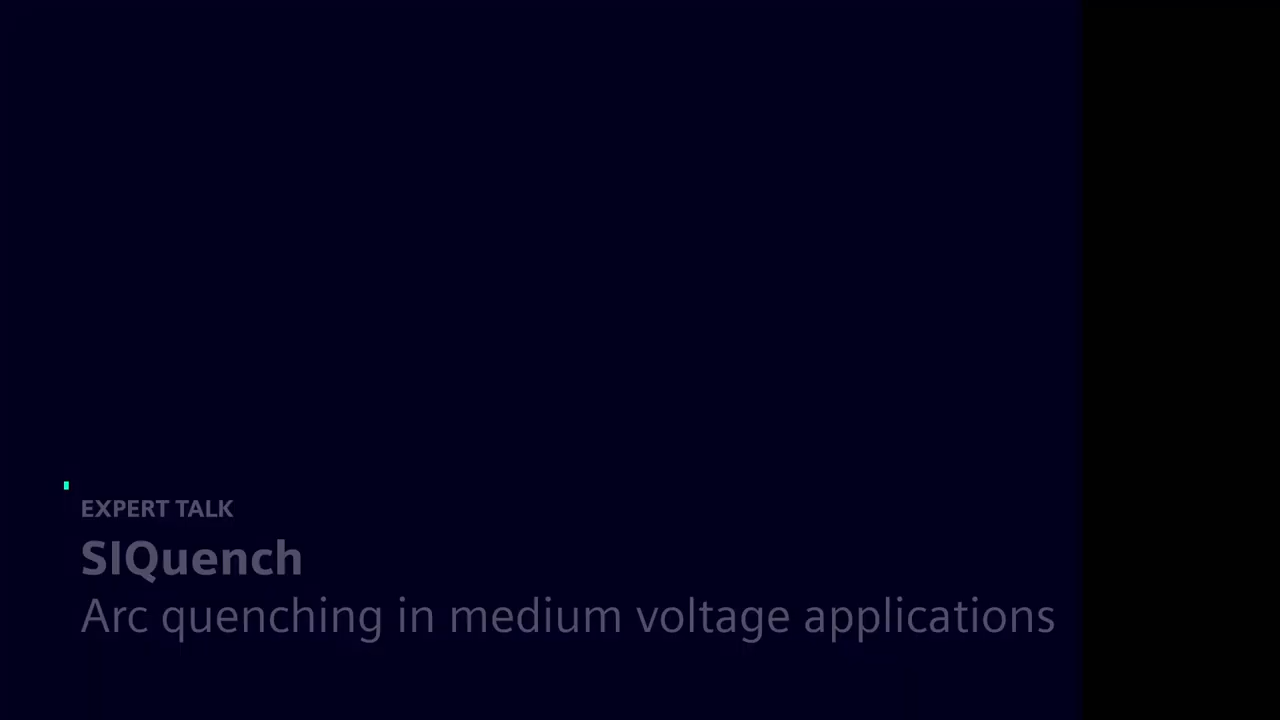 EXPERT TALK
SIQuench
Arc quenching in medium voltage applications